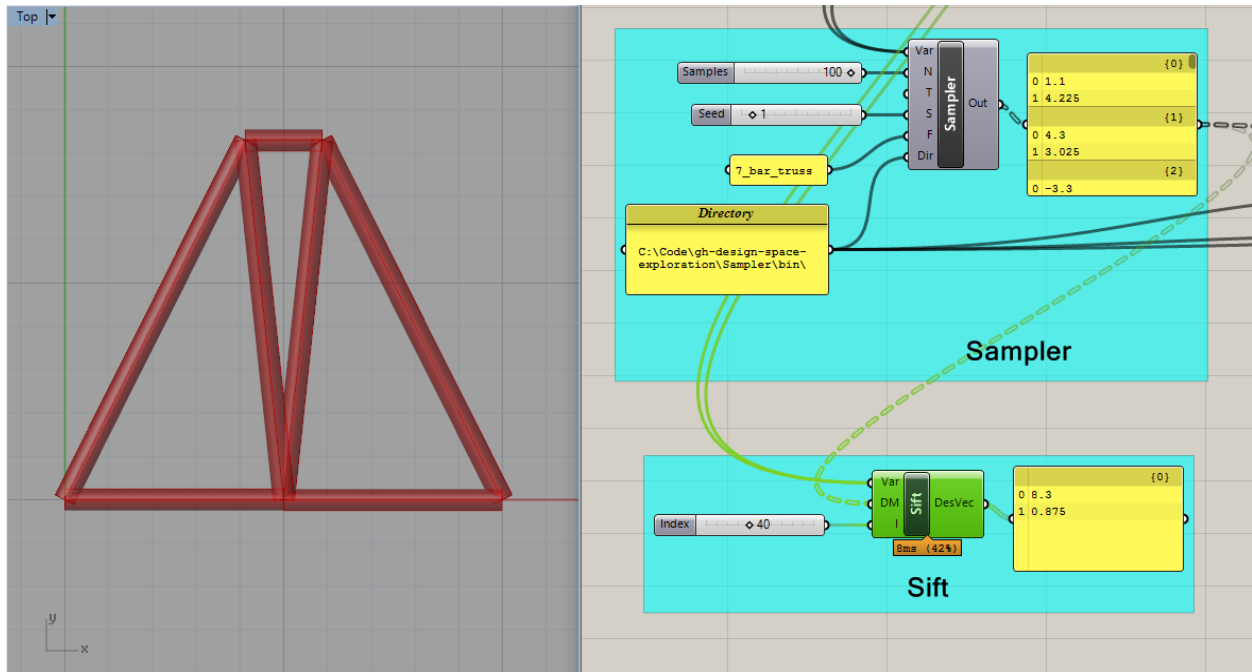 Top
y
x
Samples
100
Seed
1
7_bar_truss
Directory
C:\Code\gh-design-space-
exploration\Sampler\bin\
Var
N
T
S
F
Dir
Sampler
Out
{0}
0 1.1
1 4.225
{1}
0 4.3
1 3.025
{2}
0 -3.3
Sampler
Index
40
Var
DM
I
Sift
DesVec
8ms (42%)
{0}
0 8.3
1 0.875
Sift